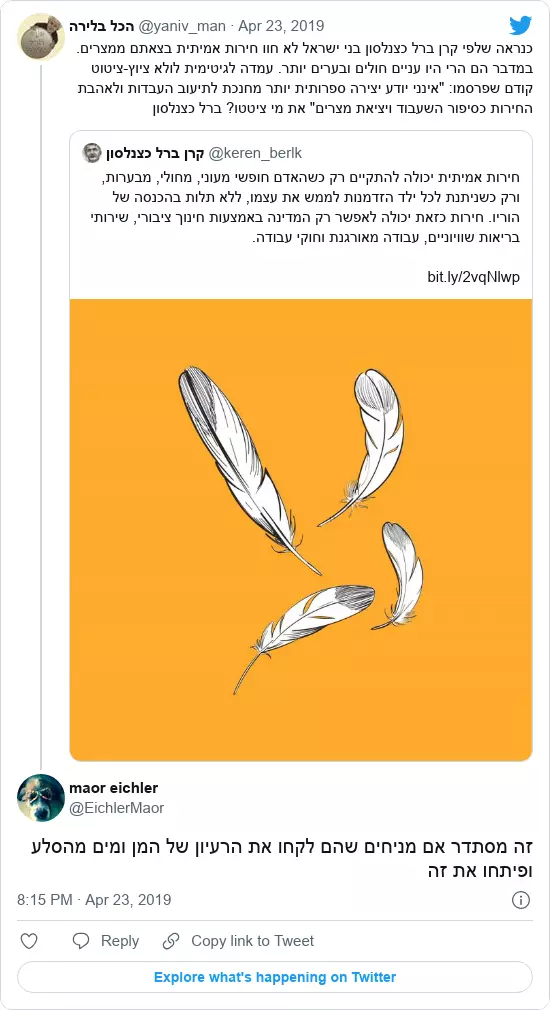 הכל בלירה @yaniv_man · Apr 23, 2019
כנראה שלפי קרן ברל כצנלסון בני ישראל לא חוו חירות אמיתית בצאתם ממצרים.
במדבר הם הרי היו עניים חולים ובערים יותר. עמדה לגיטימית לולא ציוץ-ציטוט
קודם שפרסמו: "אינני יודע יצירה ספרותית יותר מחנכת לתיעוב העבדות ולאהבת
החירות כסיפור השעבוד ויציאת מצרים" את מי ציטטו? ברל כצנלסון
קרן ברל כצנלסון @keren_berlk
חירות אמיתית יכולה להתקיים רק כשהאדם חופשי מעוני, מחולי, מבערות,
ורק כשניתנת לכל ילד הזדמנות לממש את עצמו, ללא תלות בהכנסה של
הוריו. חירות כזאת יכולה לאפשר רק המדינה באמצעות חינוך ציבורי, שירותי
בריאות שוויוניים, עבודה מאורגנת וחוקי עבודה.
bit.ly/2vqNlwp
maor eichler
@EichlerMaor
זה מסתדר אם מניחים שהם לקחו את הרעיון של המן ומים מהסלע
ופיתחו את זה
8:15 PM · Apr 23, 2019
Reply
Copy link to Tweet
Explore what's happening on Twitter